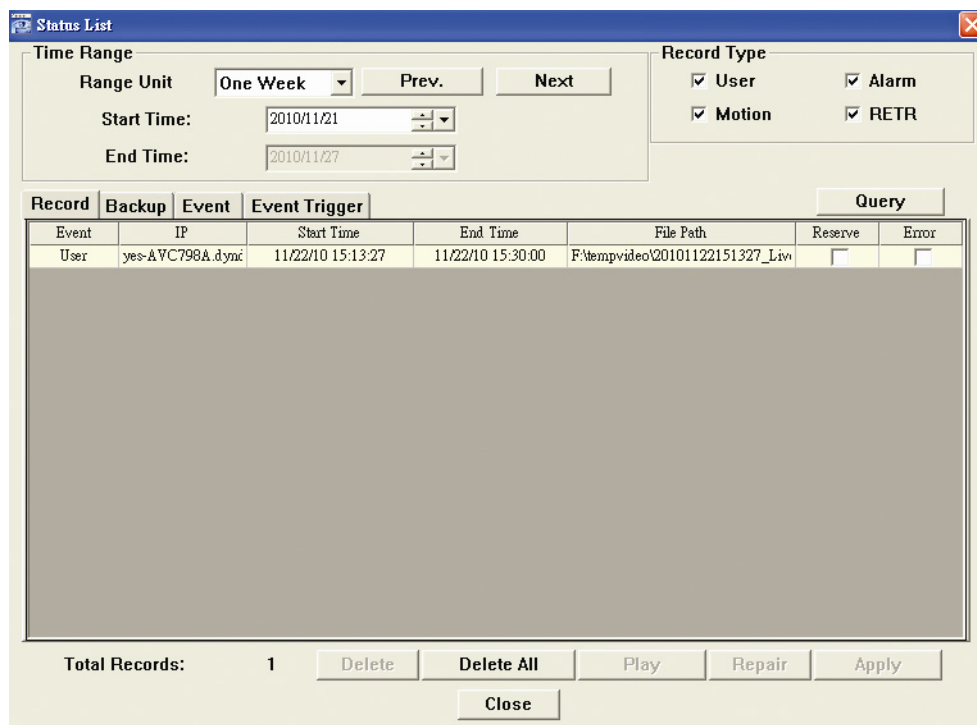 Status List
Time Range
Record Type
Range Unit One Week Prev. Next
User Alarm
Start Time: 2010/11/21
Motion RETR
End Time: 2010/11/27
Record Backup Event Event Trigger Query
Event IP Start Time End Time File Path Reserve Error
User yes-AVC798A.dyn 11/22/10 15:13:27 11/22/10 15:30:00 F:\tempvideo\20101122151327_Liv
Total Records: 1 Delete Delete All Play Repair Apply
Close